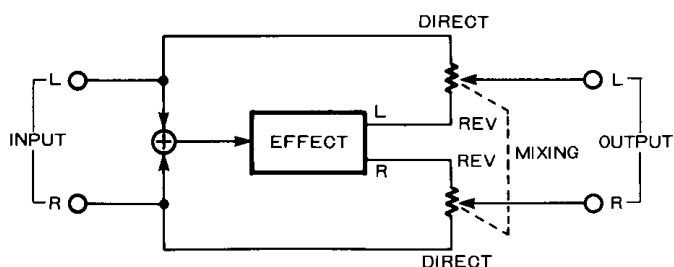 DIRECT
L
L
L
REV
INPUT
EFFECT
MIXING
OUTPUT
REV
R
R
R
DIRECT